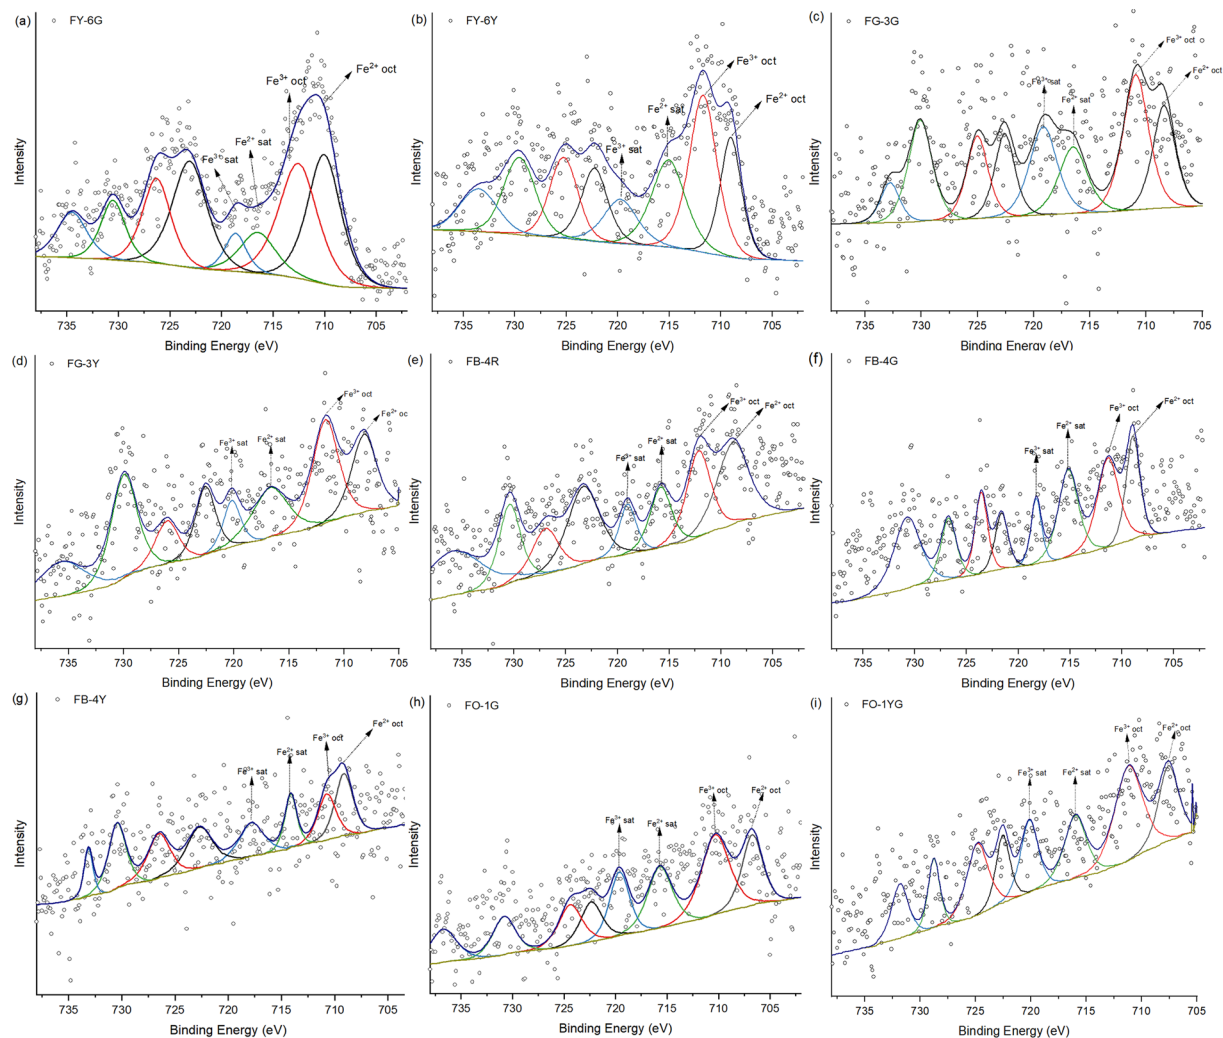 (a) FY-6G
Fe3+ oct
Fe2+ oct
Fe3+ sat
Fe2+ sat
Intensity
735 730 725 720 715 710 705
Binding Energy (eV)
(b) FY-6Y
Fe3+ oct
Fe2+ oct
Fe2+ sat
Fe3+ sat
Intensity
735 730 725 720 715 710 705
Binding Energy (eV)
(c) FG-3G
Fe3+ oct
Fe2+ oct
Fe3+ sat
Fe2+ sat
Intensity
735 730 725 720 715 710 705
Binding Energy (eV)
(d) FG-3Y
Fe3+ oct
Fe2+ oc
Fe3+ sat
Fe2+ sat
Intensity
735 730 725 720 715 710 705
Binding Energy (eV)
(e) FB-4R
Fe3+ oct
Fe2+ oct
Fe3+ sat
Fe2+ sat
Intensity
735 730 725 720 715 710 705
Binding Energy (eV)
(f) FB-4G
Fe3+ oct
Fe2+ oct
Fe2+ sat
Fe3+ sat
Intensity
735 730 725 720 715 710 705
Binding Energy (eV)
(g) FB-4Y
Fe2+ oct
Fe3+ oct
Fe2+ sat
Fe3+ sat
Intensity
735 730 725 720 715 710 705
Binding Energy (eV)
(h) FO-1G
Fe3+ oct
Fe2+ oct
Fe3+ sat
Fe2+ sat
Intensity
735 730 725 720 715 710 705
Binding Energy (eV)
(i) FO-1YG
Fe3+ oct
Fe2+ oct
Fe3+ sat
Fe2+ sat
Intensity
735 730 725 720 715 710 705
Binding Energy (eV)